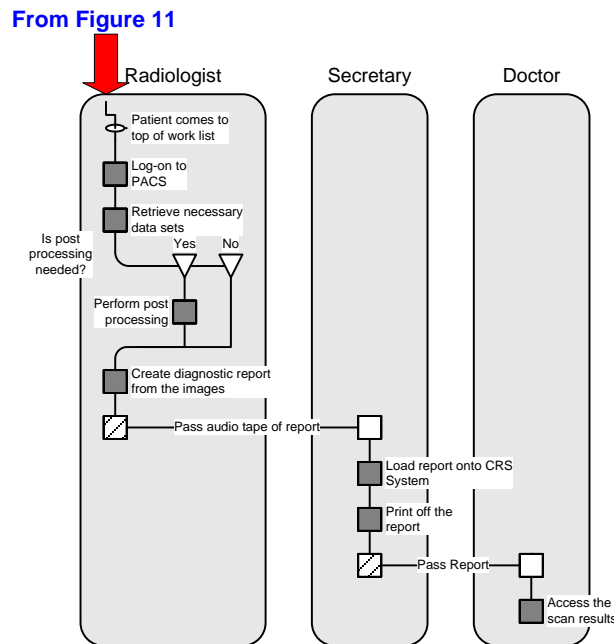 From Figure 11
Radiologist
Secretary
Doctor
Patient comes to
top of work list
Log-on to
PACS
Retrieve necessary
data sets
Is post
processing
needed?
Yes
No
Perform post
processing
Create diagnostic report
from the images
Pass audio tape of report
Load report onto CRS
System
Print off the
report
Pass Report
Access the
scan results